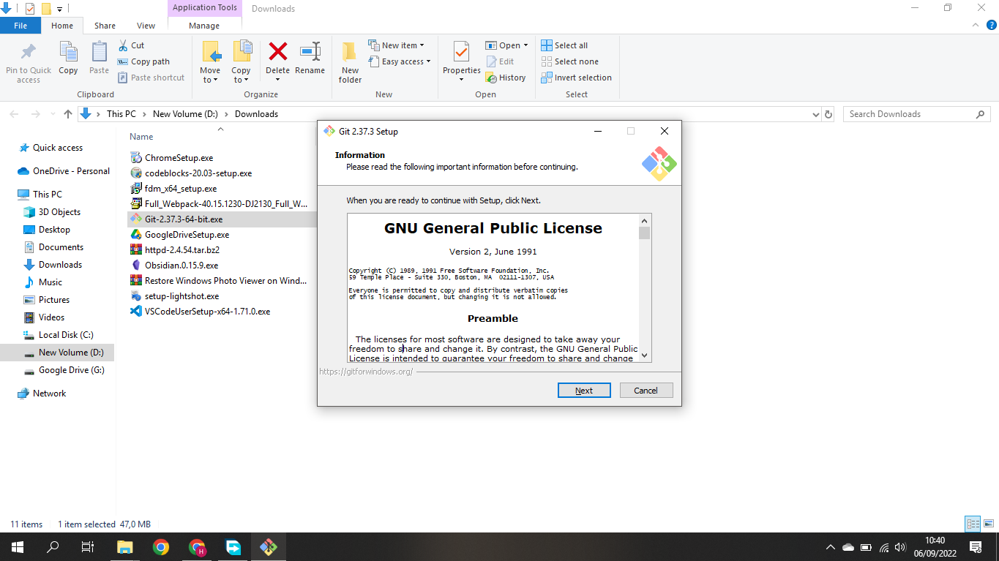 Application Tools
Downloads
File
Home
Share
View
Manage
Pin to Quick access
Copy
Paste
Cut
Copy path
Paste shortcut
Clipboard
Move to
Copy to
Delete
Rename
Organize
New folder
New item
Easy access
New
Properties
Open
Edit
History
Open
Select all
Select none
Invert selection
Select
This PC
New Volume (D:)
Downloads
Search Downloads
Quick access
OneDrive - Personal
This PC
3D Objects
Desktop
Documents
Downloads
Music
Pictures
Videos
Local Disk (C:)
New Volume (D:)
Google Drive (G:)
Network
Name
ChromeSetup.exe
codeblocks-20.03-setup.exe
fdm_x64_setup.exe
Full_Webpack-40.15.1230-DJ2130_Full_W...
Git-2.37.3-64-bit.exe
GoogleDriveSetup.exe
httpd-2.4.54.tar.bz2
Obsidian.0.15.9.exe
Restore Windows Photo Viewer on Wind...
setup-lightshot.exe
VSCodeUserSetup-x64-1.71.0.exe
Git 2.37.3 Setup
Information
Please read the following important information before continuing.
When you are ready to continue with Setup, click Next.
GNU General Public License
Version 2, June 1991
Copyright (C) 1989, 1991 Free Software Foundation, Inc.
59 Temple Place - Suite 330, Boston, MA  02111-1307, USA
Everyone is permitted to copy and distribute verbatim copies
of this license document, but changing it is not allowed.
Preamble
The licenses for most software are designed to take away your
freedom to share and change it. By contrast, the GNU General Public
License is intended to guarantee your freedom to share and change
https://gitforwindows.org/
Next
Cancel
11 items
1 item selected 47,0 MB
H
10:40
06/09/2022